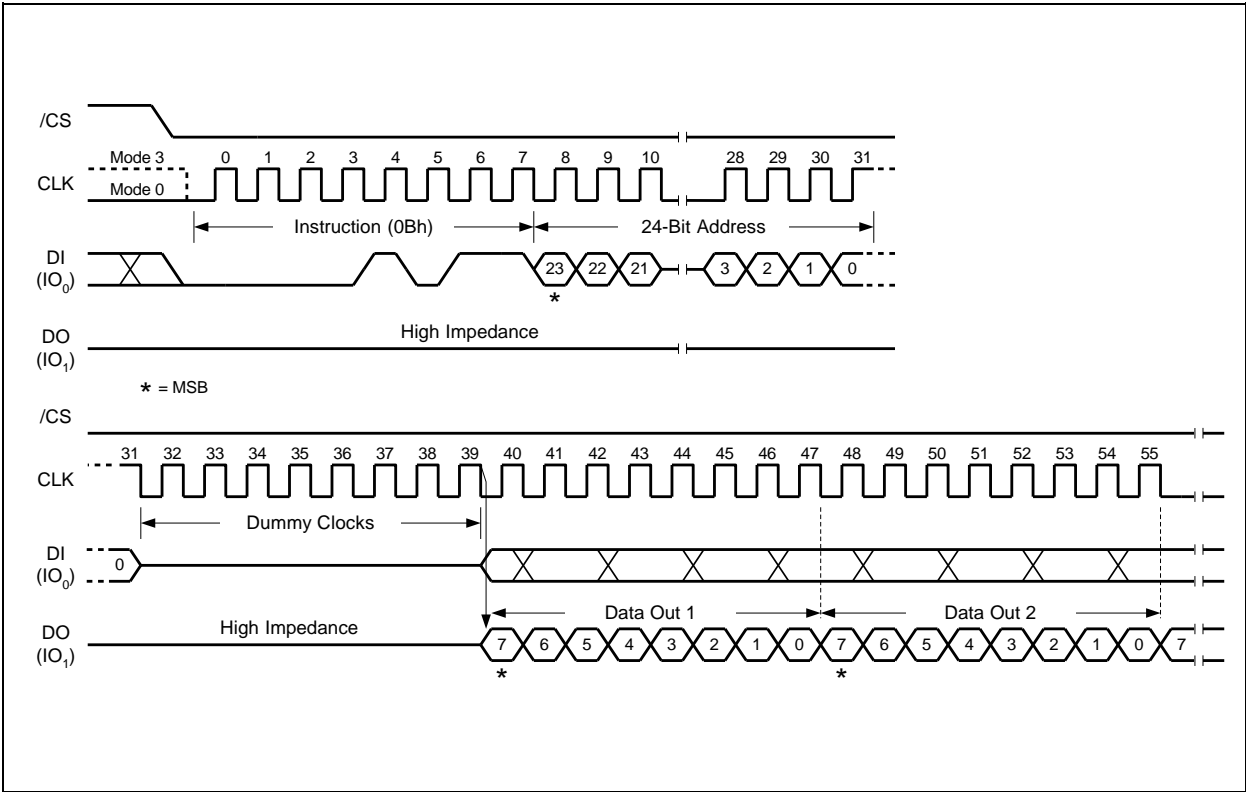 /CS
Mode 3 0 1 2 3 4 5 6 7 8 9 10 28 29 30 31
CLK Mode 0
Instruction (0Bh) 24-Bit Address
DI
(IO0) 23 22 21 3 2 1 0
*
DO High Impedance
(IO1)
* = MSB
/CS
31 32 33 34 35 36 37 38 39 40 41 42 43 44 45 46 47 48 49 50 51 52 53 54 55
CLK
Dummy Clocks
DI
(IO0) 0
Data Out 1 Data Out 2
DO High Impedance
(IO1) 7 6 5 4 3 2 1 0 7 6 5 4 3 2 1 0 7
* *